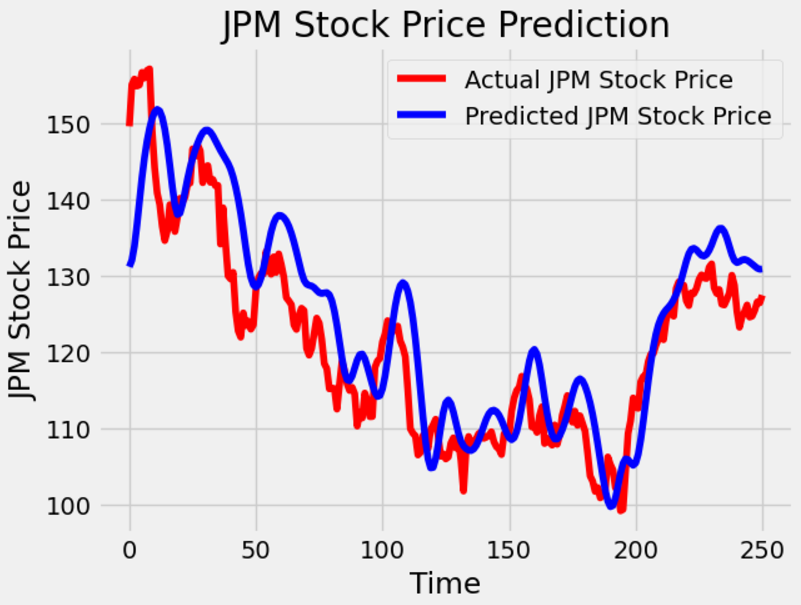 JPM Stock Price Prediction
Actual JPM Stock Price
Predicted JPM Stock Price
JPM Stock Price
150
140
130
120
110
100
0 50 100 150 200 250
Time